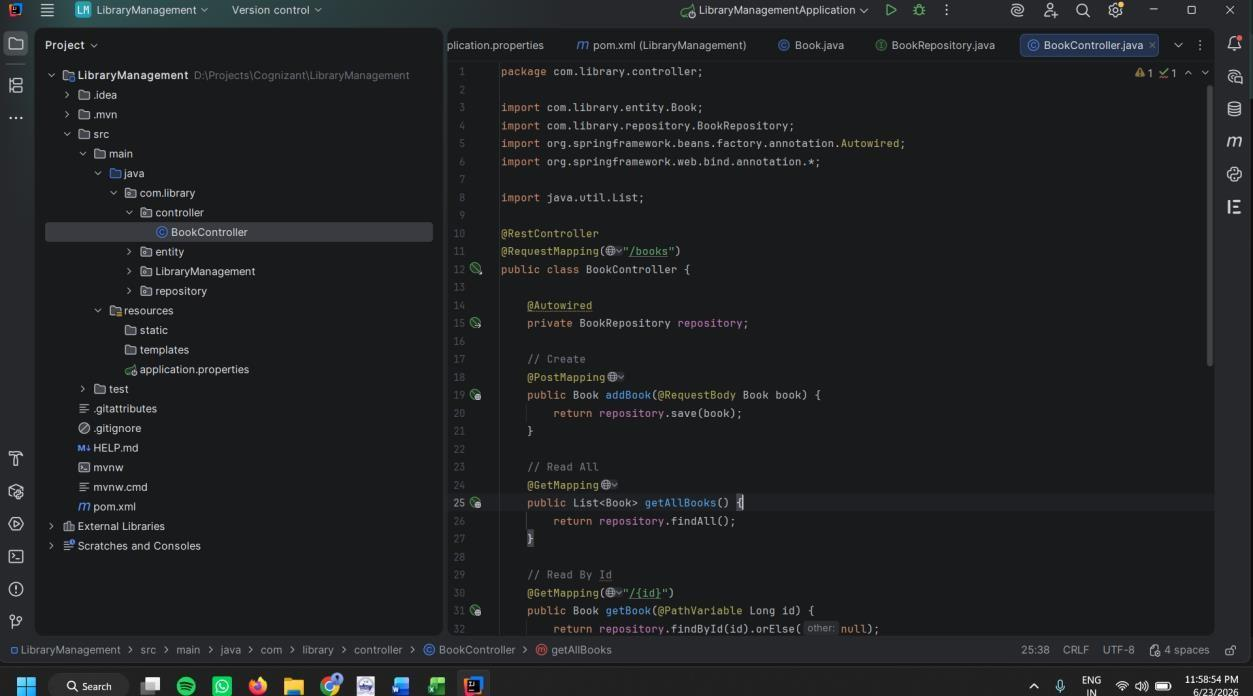 LM LibraryManagement Version control LibraryManagementApplication
Project
LibraryManagement D:\Projects\Cognizant\LibraryManagement
.idea
.mvn
src
main
java
com.library
controller
BookController
entity
LibraryManagement
repository
resources
static
templates
application.properties
test
.gitattributes
.gitignore
M↓ HELP.md
mvnw
mvnw.cmd
m pom.xml
External Libraries
Scratches and Consoles
plication.properties m pom.xml (LibraryManagement) Book.java BookRepository.java BookController.java
1 package com.library.controller; 1 1
2
3 import com.library.entity.Book;
4 import com.library.repository.BookRepository;
5 import org.springframework.beans.factory.annotation.Autowired;
6 import org.springframework.web.bind.annotation.*;
7
8 import java.util.List;
9
10 @RestController
11 @RequestMapping("/books")
12 public class BookController {
13
14 @Autowired
15 private BookRepository repository;
16
17 // Create
18 @PostMapping
19 public Book addBook(@RequestBody Book book) {
20 return repository.save(book);
21 }
22
23 // Read All
24 @GetMapping
25 public List<Book> getAllBooks() {
26 return repository.findAll();
27 }
28
29 // Read By Id
30 @GetMapping("/{id}")
31 public Book getBook(@PathVariable Long id) {
32 return repository.findById(id).orElse( other: null);
LibraryManagement > src > main > java > com > library > controller > BookController > getAllBooks 25:38 CRLF UTF-8 4 spaces
Search ENG 11:58:54 PM
IN 6/23/2026